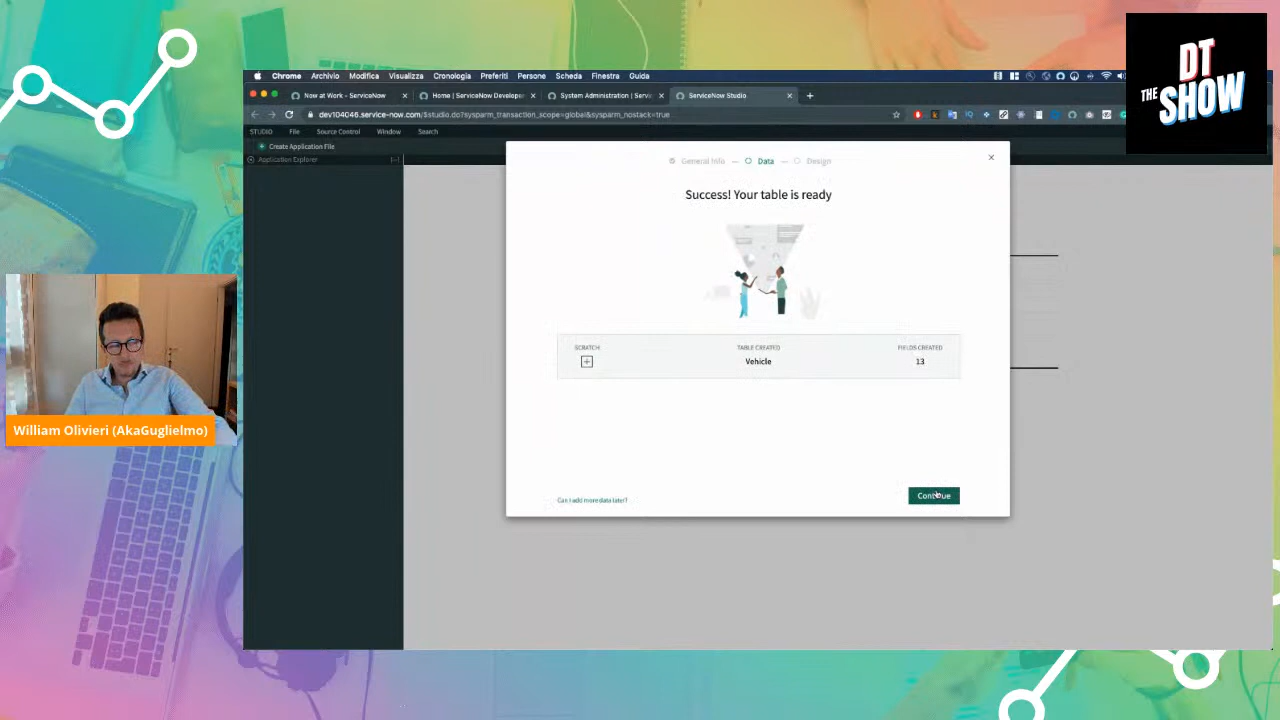 DT
THE
SHOW
Chrome Archivio Modifica Visualizza Cronologia Preferiti Persone Scheda Finestra Guida
Now at Work - ServiceNow
Home | ServiceNow Developer
System Administration | Servic
ServiceNow Studio
dev104046.service-now.com/$studio.do?sysparm_transaction_scope=global&sysparm_nostack=true
STUDIO File Source Control Window Search
Create Application File
Application Explorer
General Info — Data — Design
Success! Your table is ready
SCRATCH TABLE CREATED FIELDS CREATED
Vehicle 13
Can I add more data later?
Continue
William Olivieri (AkaGuglielmo)